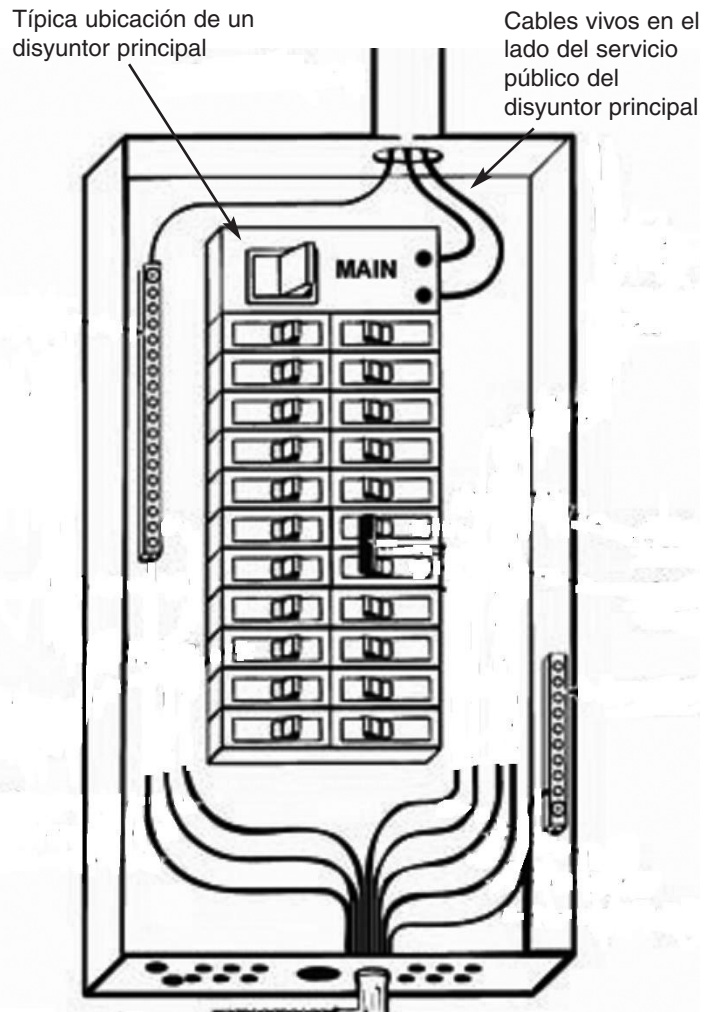 Típica ubicación de un
disyuntor principal
Cables vivos en el
lado del servicio
público del
disyuntor principal
MAIN